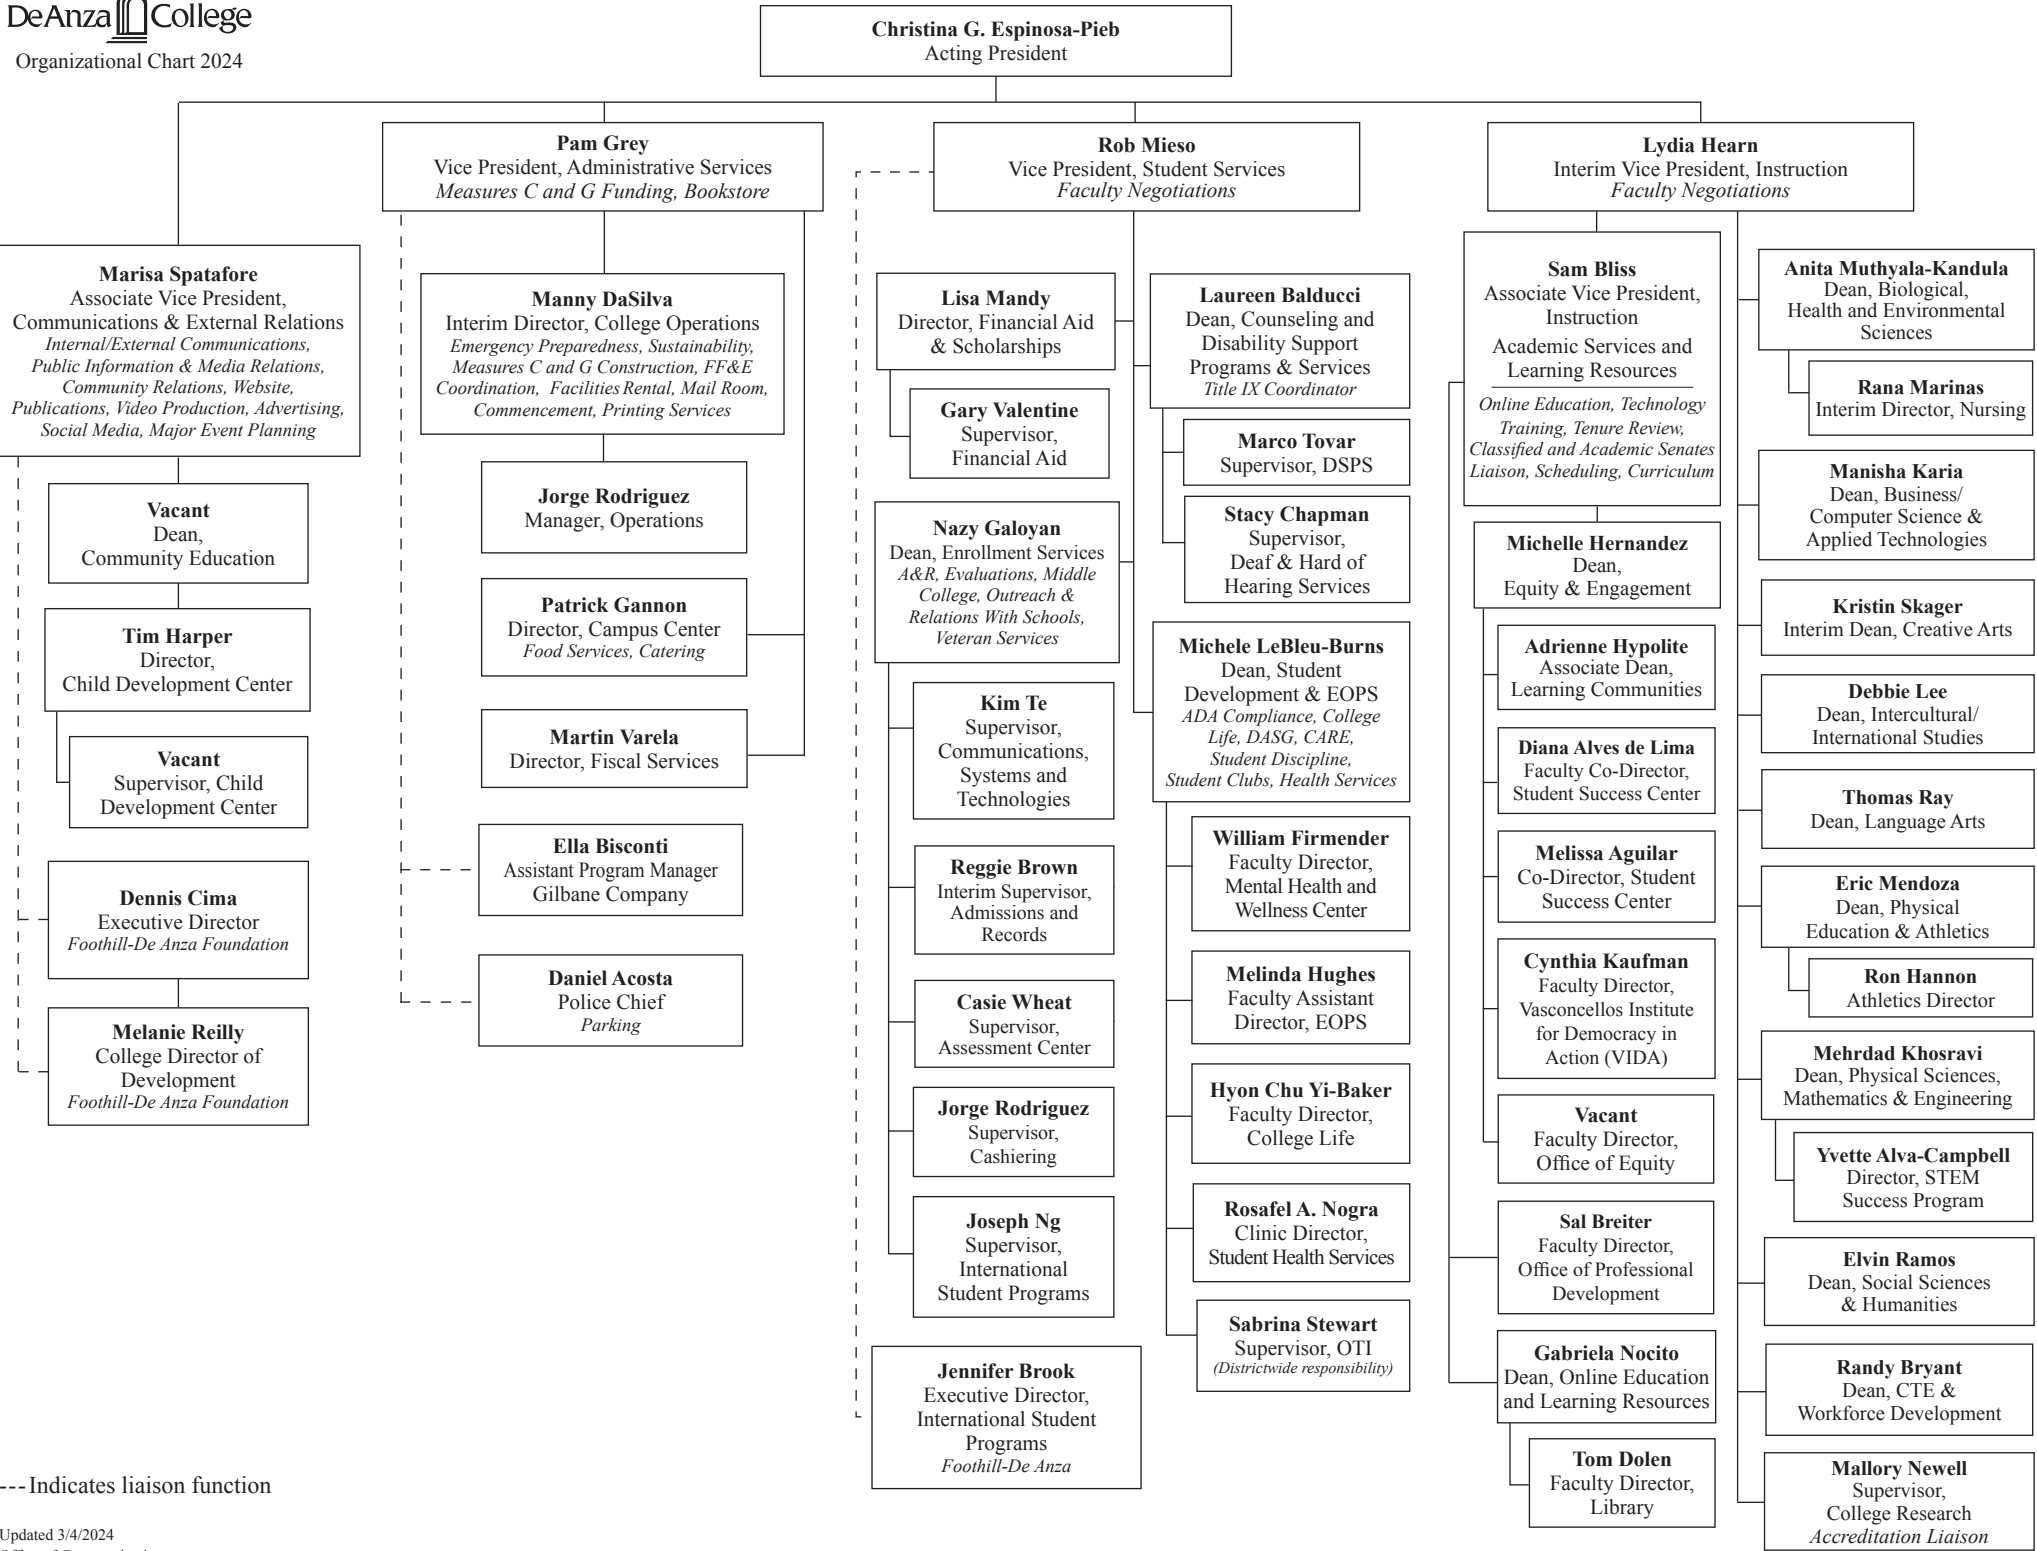 DeAnza College
Organizational Chart 2024
Christina G. Espinosa-Pieb
Acting President
Marisa Spatafore
Associate Vice President,
Communications & External Relations
Internal/External Communications,
Public Information & Media Relations,
Community Relations, Website,
Publications, Video Production, Advertising,
Social Media, Major Event Planning
Vacant
Dean,
Community Education
Tim Harper
Director,
Child Development Center
Vacant
Supervisor, Child
Development Center
Dennis Cima
Executive Director
Foothill-De Anza Foundation
Melanie Reilly
College Director of
Development
Foothill-De Anza Foundation
Pam Grey
Vice President, Administrative Services
Measures C and G Funding, Bookstore
Manny DaSilva
Interim Director, College Operations
Emergency Preparedness, Sustainability,
Measures C and G Construction, FF&E
Coordination, Facilities Rental, Mail Room,
Commencement, Printing Services
Jorge Rodriguez
Manager, Operations
Patrick Gannon
Director, Campus Center
Food Services, Catering
Martin Varela
Director, Fiscal Services
Ella Bisconti
Assistant Program Manager
Gilbane Company
Daniel Acosta
Police Chief
Parking
Rob Mieso
Vice President, Student Services
Faculty Negotiations
Lisa Mandy
Director, Financial Aid
& Scholarships
Gary Valentine
Supervisor,
Financial Aid
Nazy Galoyan
Dean, Enrollment Services
A&R, Evaluations, Middle
College, Outreach &
Relations With Schools,
Veteran Services
Kim Te
Supervisor,
Communications,
Systems and
Technologies
Reggie Brown
Interim Supervisor,
Admissions and
Records
Casie Wheat
Supervisor,
Assessment Center
Jorge Rodriguez
Supervisor,
Cashiering
Joseph Ng
Supervisor,
International
Student Programs
Jennifer Brook
Executive Director,
International Student
Programs
Foothill-De Anza
Laureen Balducci
Dean, Counseling and
Disability Support
Programs & Services
Title IX Coordinator
Marco Tovar
Supervisor, DSPS
Stacy Chapman
Supervisor,
Deaf & Hard of
Hearing Services
Michele LeBleu-Burns
Dean, Student
Development & EOPS
ADA Compliance, College
Life, DASG, CARE,
Student Discipline,
Student Clubs, Health Services
William Firmender
Faculty Director,
Mental Health and
Wellness Center
Melinda Hughes
Faculty Assistant
Director, EOPS
Hyon Chu Yi-Baker
Faculty Director,
College Life
Rosafel A. Nogra
Clinic Director,
Student Health Services
Sabrina Stewart
Supervisor, OTI
(Districtwide responsibility)
Lydia Hearn
Interim Vice President, Instruction
Faculty Negotiations
Sam Bliss
Associate Vice President,
Instruction
Academic Services and
Learning Resources
Online Education, Technology
Training, Tenure Review,
Classified and Academic Senates
Liaison, Scheduling, Curriculum
Michelle Hernandez
Dean,
Equity & Engagement
Adrienne Hypolite
Associate Dean,
Learning Communities
Diana Alves de Lima
Faculty Co-Director,
Student Success Center
Melissa Aguilar
Co-Director, Student
Success Center
Cynthia Kaufman
Faculty Director,
Vasconcellos Institute
for Democracy in
Action (VIDA)
Vacant
Faculty Director,
Office of Equity
Sal Breiter
Faculty Director,
Office of Professional
Development
Gabriela Nocito
Dean, Online Education
and Learning Resources
Tom Dolen
Faculty Director,
Library
Anita Muthyala-Kandula
Dean, Biological,
Health and Environmental
Sciences
Rana Marinas
Interim Director, Nursing
Manisha Karia
Dean, Business/
Computer Science &
Applied Technologies
Kristin Skager
Interim Dean, Creative Arts
Debbie Lee
Dean, Intercultural/
International Studies
Thomas Ray
Dean, Language Arts
Eric Mendoza
Dean, Physical
Education & Athletics
Ron Hannon
Athletics Director
Mehrdad Khosravi
Dean, Physical Sciences,
Mathematics & Engineering
Yvette Alva-Campbell
Director, STEM
Success Program
Elvin Ramos
Dean, Social Sciences
& Humanities
Randy Bryant
Dean, CTE &
Workforce Development
Mallory Newell
Supervisor,
College Research
Accreditation Liaison
--- Indicates liaison function
Updated 3/4/2024